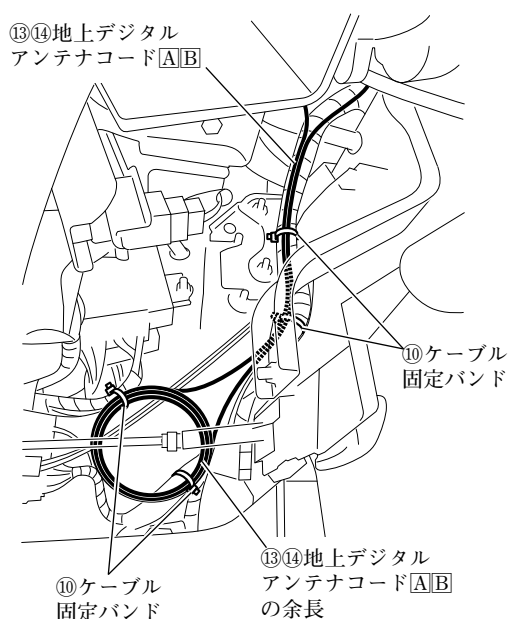 ⑬⑭地上デジタル
アンテナコードAB
⑩ケーブル
固定バンド
⑬⑭地上デジタル
アンテナコードAB
の余長
⑩ケーブル
固定バンド